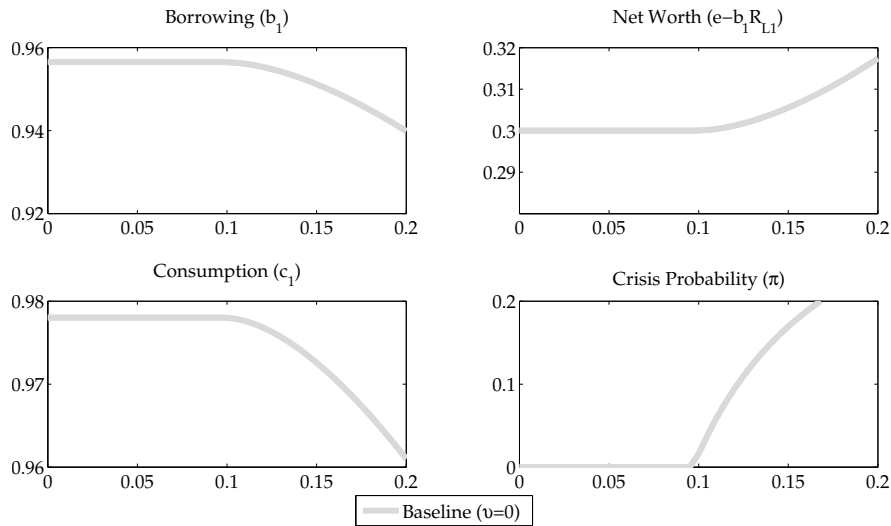 Borrowing (b1)
0.96
0.94
0.92
0 0.05 0.1 0.15 0.2
Net Worth (e−b1RL1)
0.32
0.31
0.3
0.29
0 0.05 0.1 0.15 0.2
Consumption (c1)
0.98
0.97
0.96
0 0.05 0.1 0.15 0.2
Crisis Probability (π)
0.2
0.1
0
0 0.05 0.1 0.15 0.2
Baseline (υ=0)